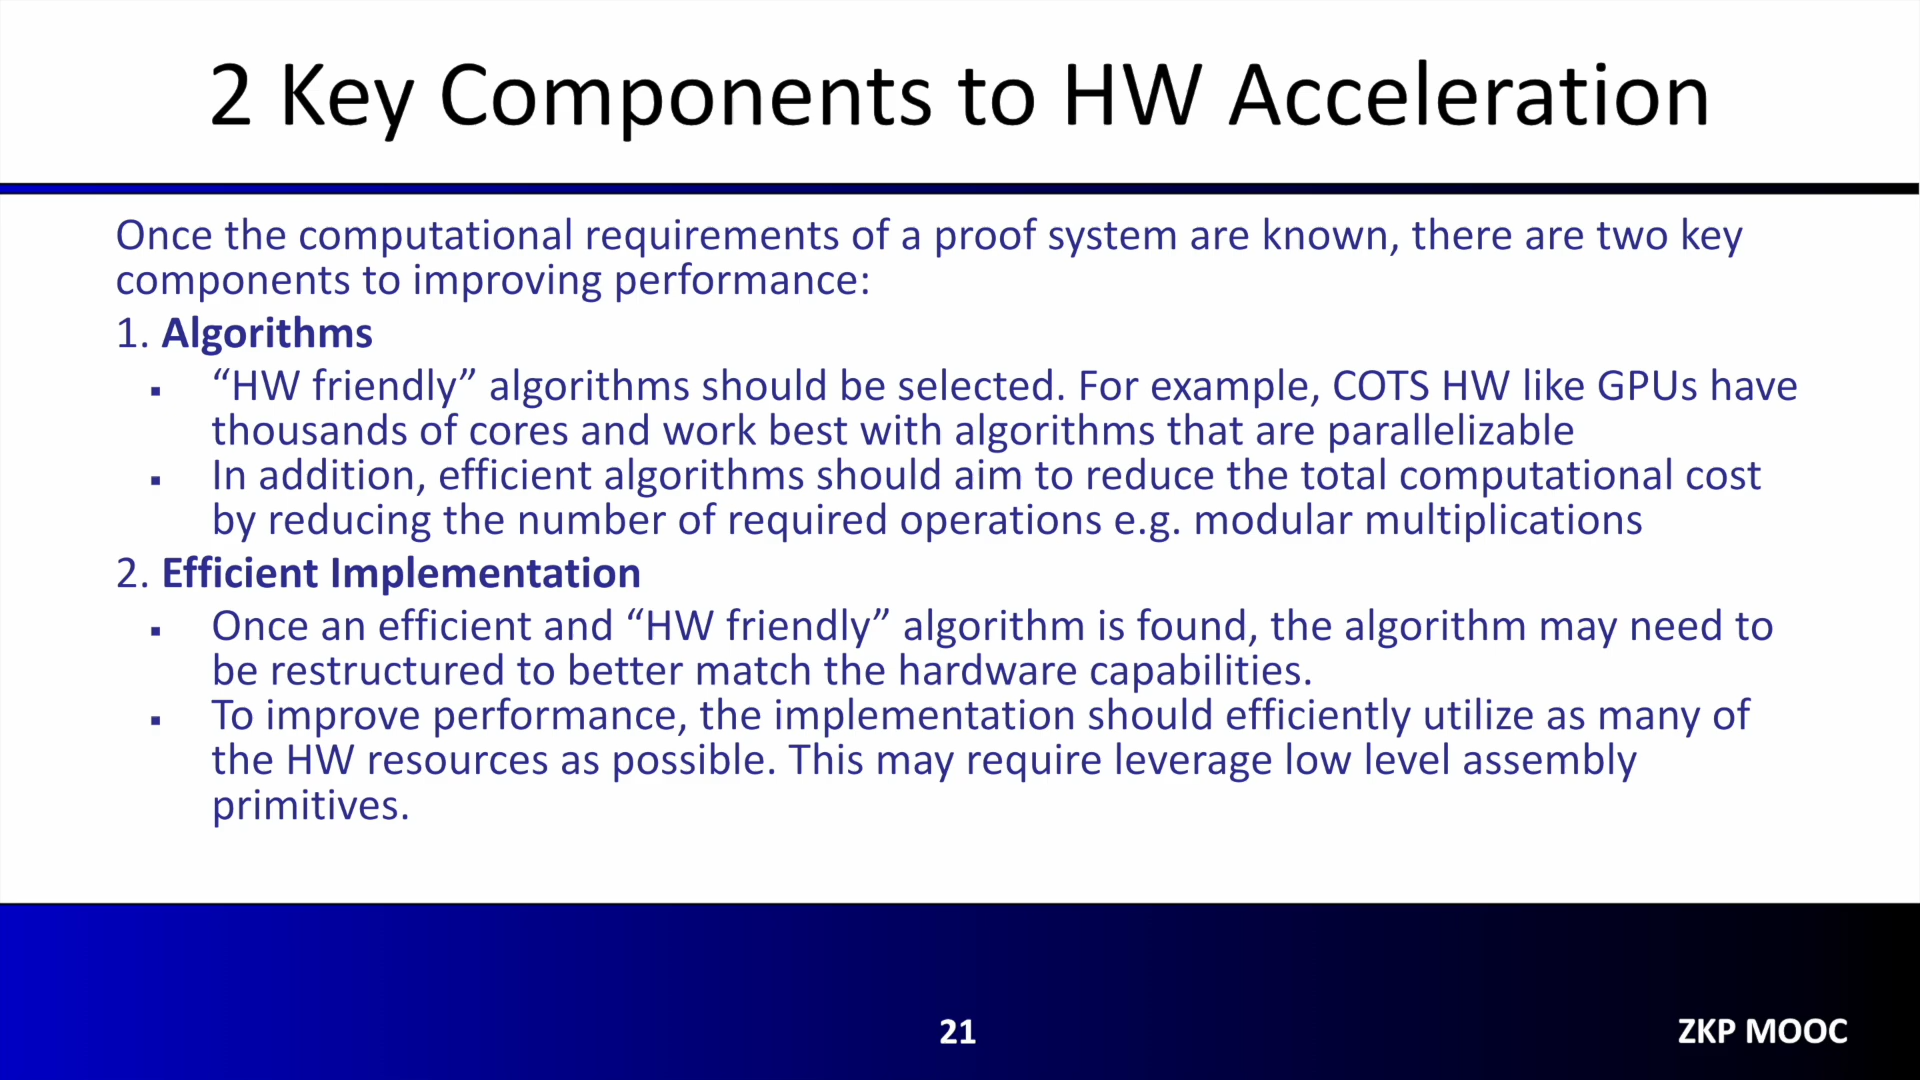 2 Key Components to HW Acceleration
Once the computational requirements of a proof system are known, there are two key
components to improving performance:
1. Algorithms
▪ “HW friendly” algorithms should be selected. For example, COTS HW like GPUs have
thousands of cores and work best with algorithms that are parallelizable
▪ In addition, efficient algorithms should aim to reduce the total computational cost
by reducing the number of required operations e.g. modular multiplications
2. Efficient Implementation
▪ Once an efficient and “HW friendly” algorithm is found, the algorithm may need to
be restructured to better match the hardware capabilities.
▪ To improve performance, the implementation should efficiently utilize as many of
the HW resources as possible. This may require leverage low level assembly
primitives.
21
ZKP MOOC